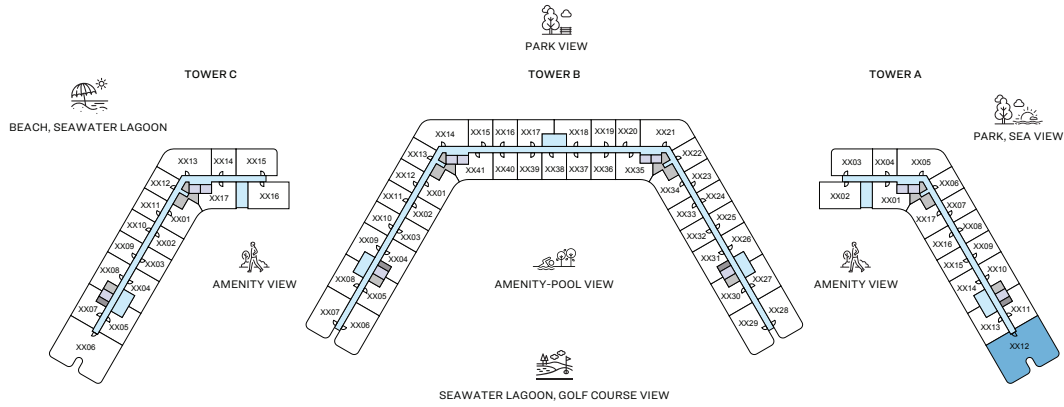 PARK VIEW
TOWER C
TOWER B
TOWER A
BEACH, SEAWATER LAGOON
PARK, SEA VIEW
XX13
XX14
XX15
XX12
XX11
XX10
XX09
XX08
XX07
XX06
XX05
XX04
XX03
XX02
XX01
XX17
XX16
AMENITY VIEW
XX14
XX15
XX16
XX17
XX18
XX19
XX20
XX21
XX13
XX12
XX11
XX10
XX09
XX08
XX07
XX06
XX05
XX04
XX03
XX02
XX01
XX41
XX40
XX39
XX38
XX37
XX36
XX35
XX34
XX33
XX32
XX31
XX30
XX29
XX22
XX23
XX24
XX25
XX26
XX27
XX28
AMENITY-POOL VIEW
XX03
XX04
XX05
XX02
XX01
XX17
XX06
XX07
XX08
XX09
XX10
XX11
XX16
XX15
XX14
XX13
XX12
AMENITY VIEW
SEAWATER LAGOON, GOLF COURSE VIEW